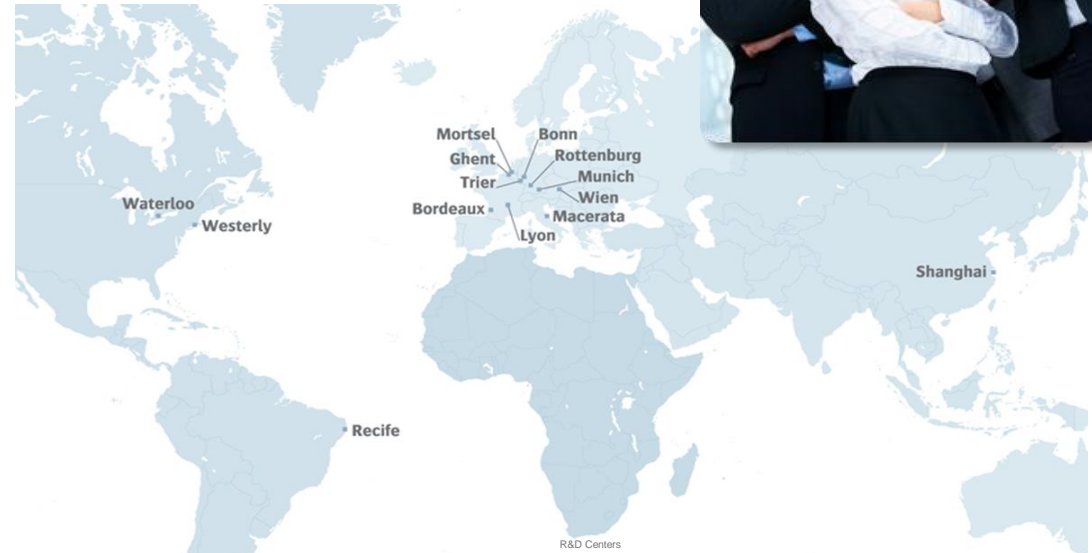 Mortsel
Bonn
Ghent
Rottenburg
Trier
Munich
Wien
Waterloo
Bordeaux
Macerata
Westerly
Lyon
Shanghai
Recife
R&D Centers